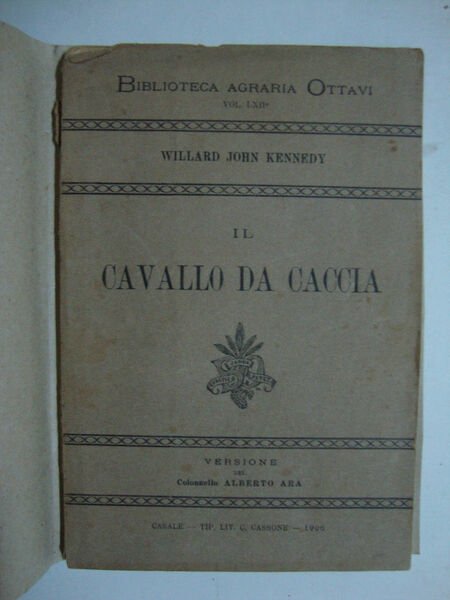 BIBLIOTECA AGRARIA OTTAVI
VOL. LXIIº
WILLARD JOHN KENNEDY
IL
CAVALLO DA CACCIA
VERSIONE
DEL
Colonnello ALBERTO ARA
CASALE — TIP. LIT. C. CASSONE — 1906